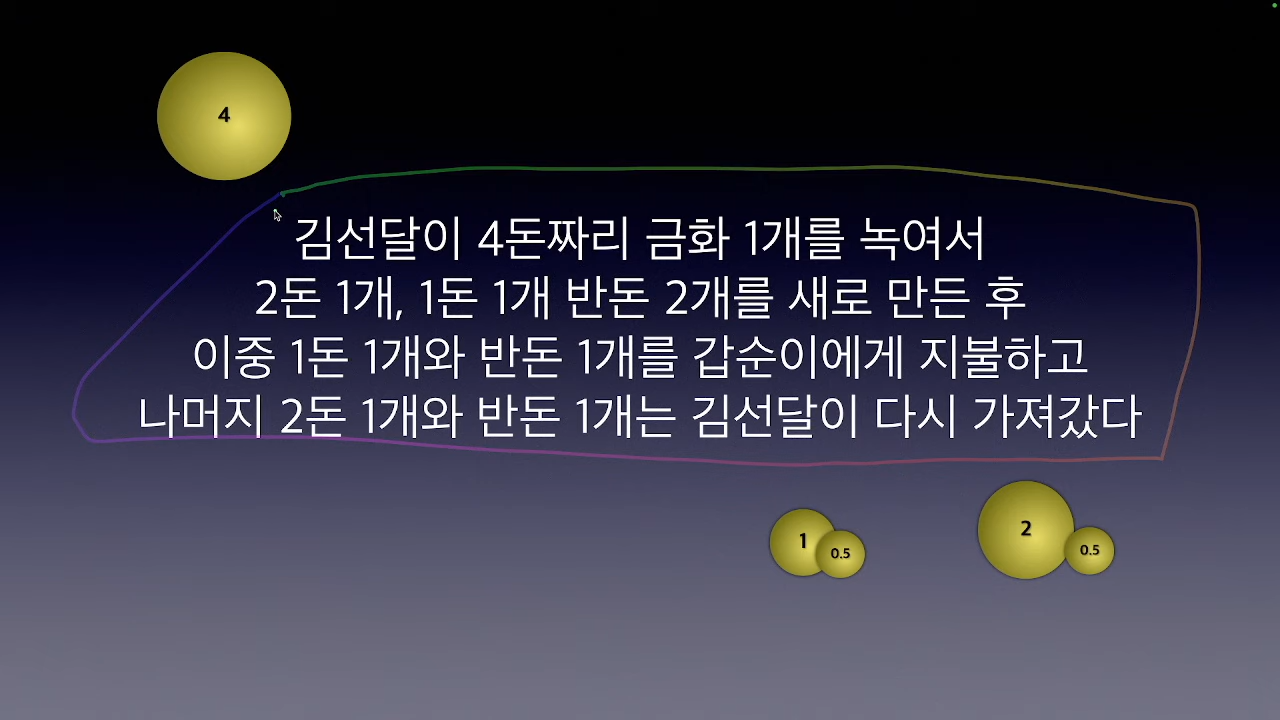 4
김선달이 4돈짜리 금화 1개를 녹여서
2돈 1개, 1돈 1개 반돈 2개를 새로 만든 후
이중 1돈 1개와 반돈 1개를 갑순이에게 지불하고
나머지 2돈 1개와 반돈 1개는 김선달이 다시 가져갔다
1
0.5
2
0.5